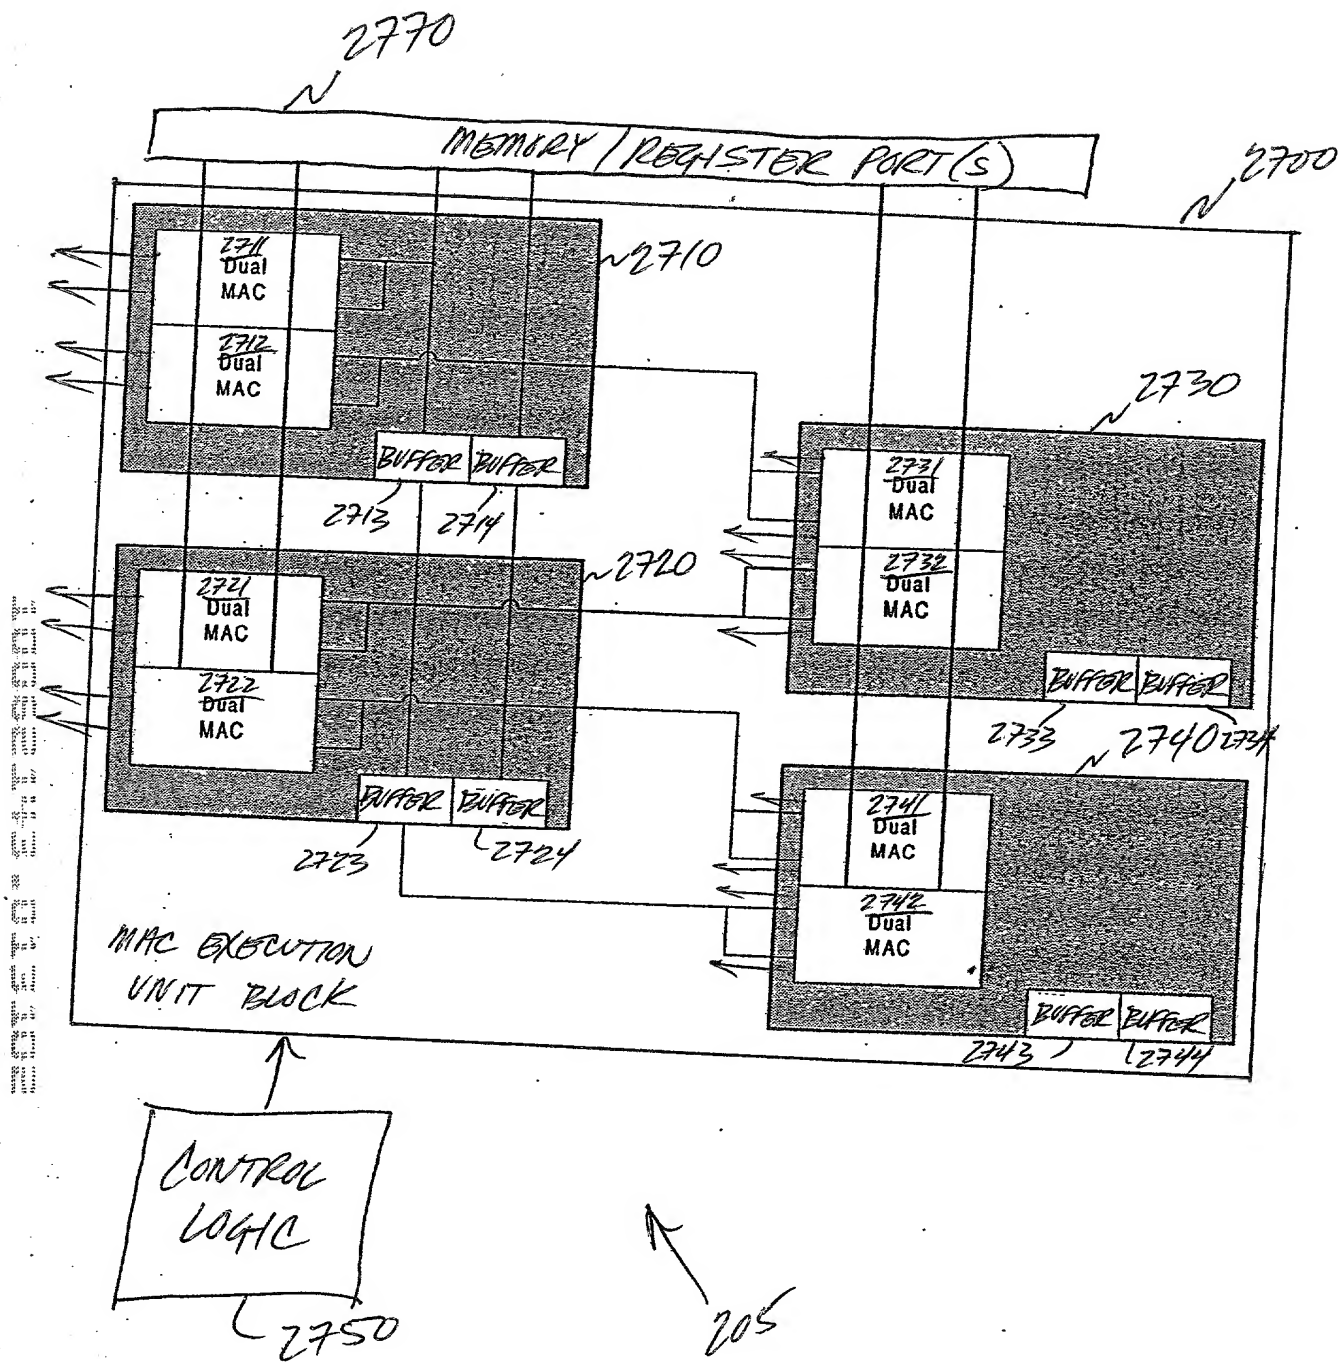 2770
MEMORY / REGISTER PORT(S)
2700
2710
2711
Dual
MAC
2712
Dual
MAC
BUFFER BUFFER
2713
2714
2730
2731
Dual
MAC
2732
Dual
MAC
BUFFER BUFFER
2733
2734
2720
2721
Dual
MAC
2722
Dual
MAC
BUFFER BUFFER
2723
2724
2740
2741
Dual
MAC
2742
Dual
MAC
BUFFER BUFFER
2743
2744
MAC EXECUTION
UNIT BLOCK
CONTROL
LOGIC
2750
205